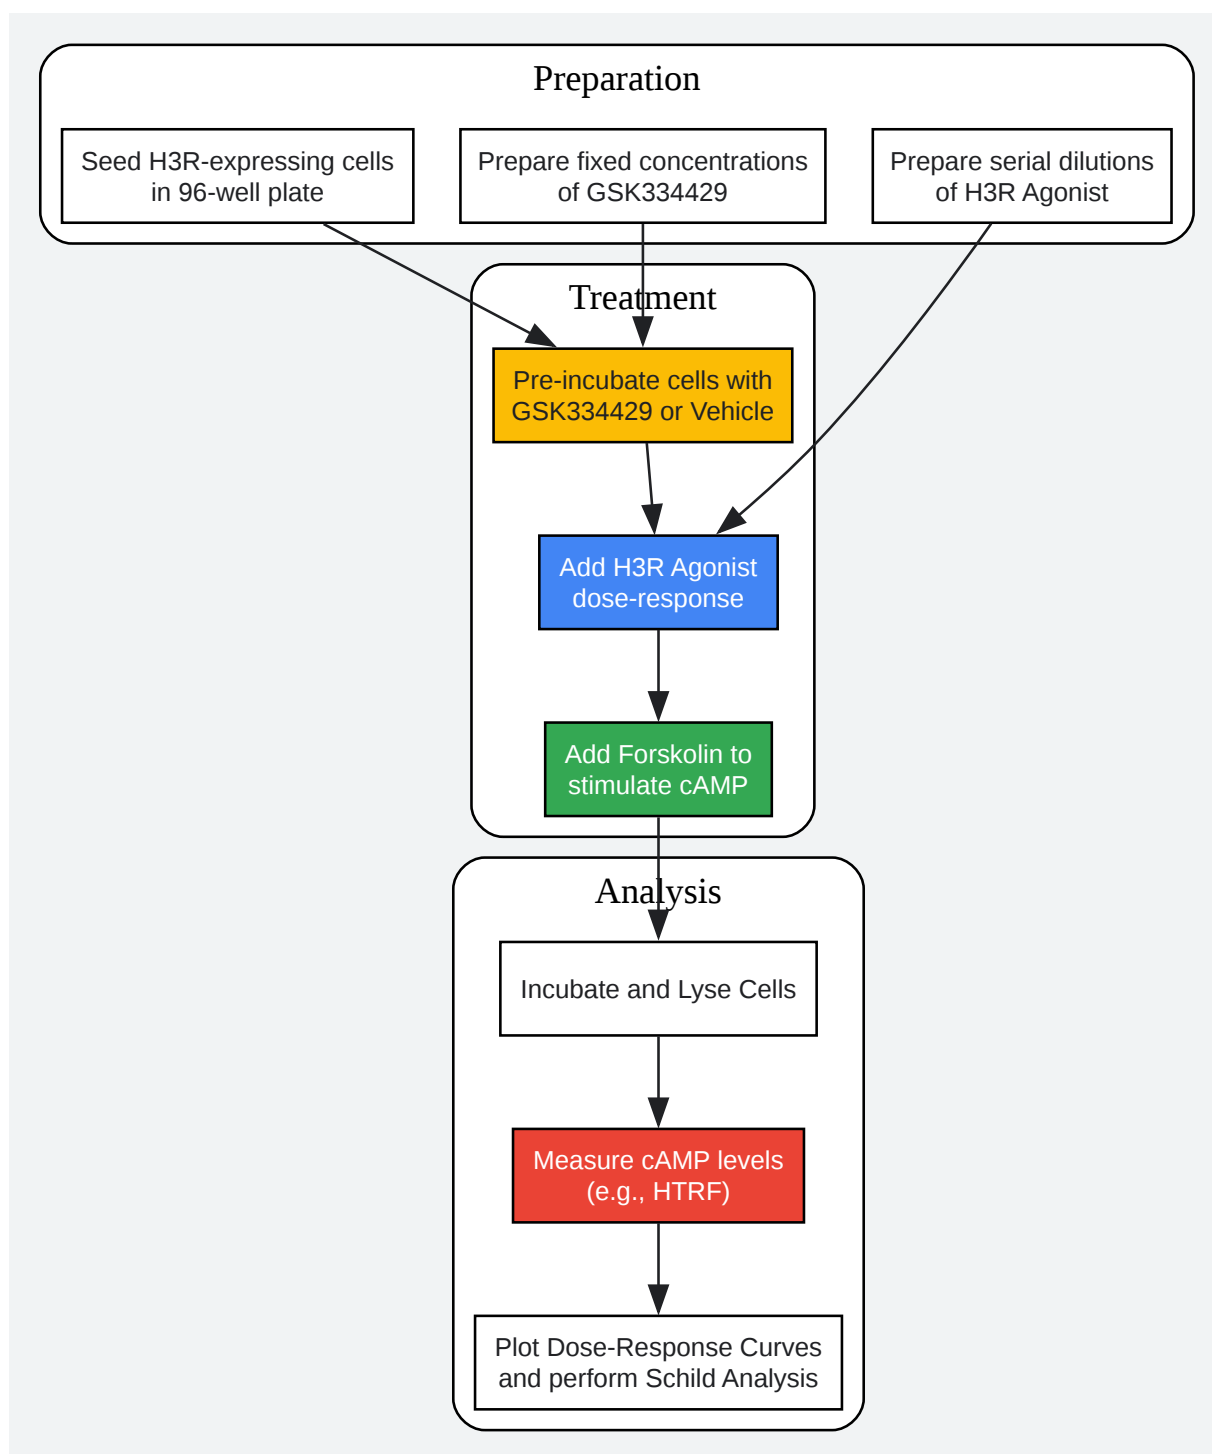 Preparation
Seed H3R-expressing cells
in 96-well plate
Prepare fixed concentrations
of GSK334429
Prepare serial dilutions
of H3R Agonist
Treatment
Pre-incubate cells with
GSK334429 or Vehicle
Add H3R Agonist
dose-response
Add Forskolin to
stimulate cAMP
Analysis
Incubate and Lyse Cells
Measure cAMP levels
(e.g., HTRF)
Plot Dose-Response Curves
and perform Schild Analysis